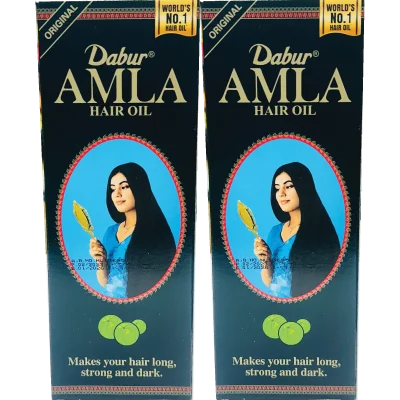 ORIGINAL
WORLD'S
NO.1
HAIR OIL
Dabur®
AMLA
HAIR OIL
Makes your hair long,
strong and dark.
ORIGINAL
WORLD'S
NO.1
HAIR OIL
Dabur®
AMLA
HAIR OIL
Makes your hair long,
strong and dark.